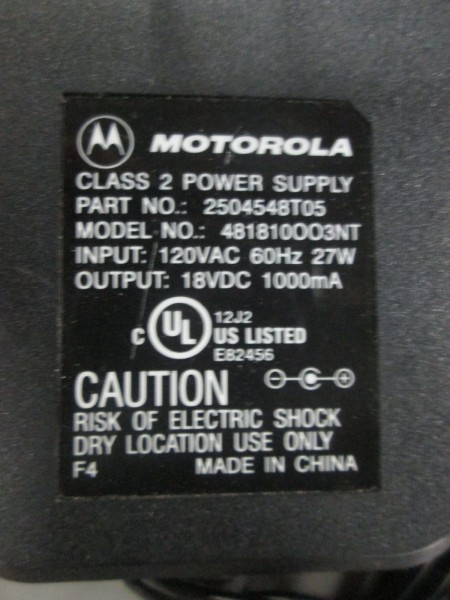 MOTOROLA
CLASS 2 POWER SUPPLY
PART NO.: 2504548T05
MODEL NO.: 481810OO3NT
INPUT: 120VAC 60Hz 27W
OUTPUT: 18VDC 1000mA
12J2
C UL US LISTED
E82456
CAUTION
RISK OF ELECTRIC SHOCK
DRY LOCATION USE ONLY
F4 MADE IN CHINA